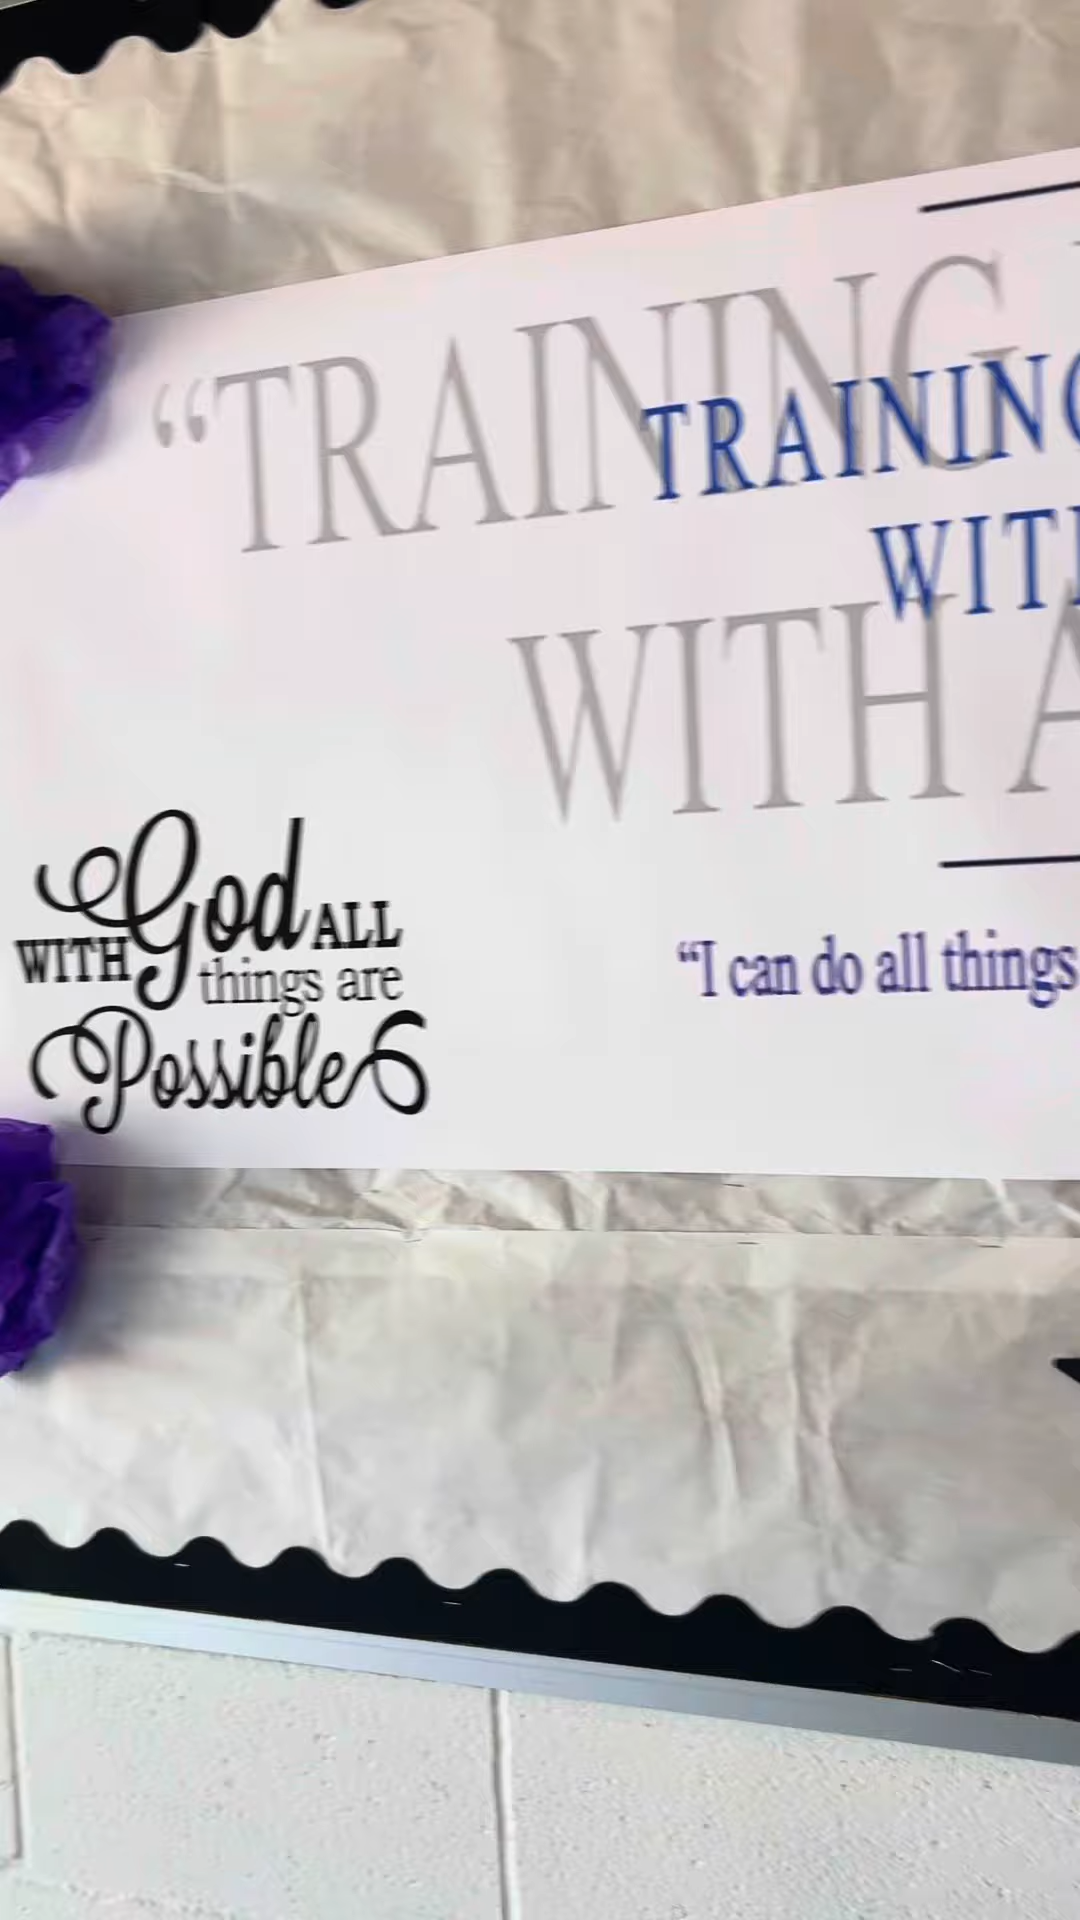 “TRAINING
TRAINING
WITH
WITH A
With God ALL
things are
Possible
“I can do all things